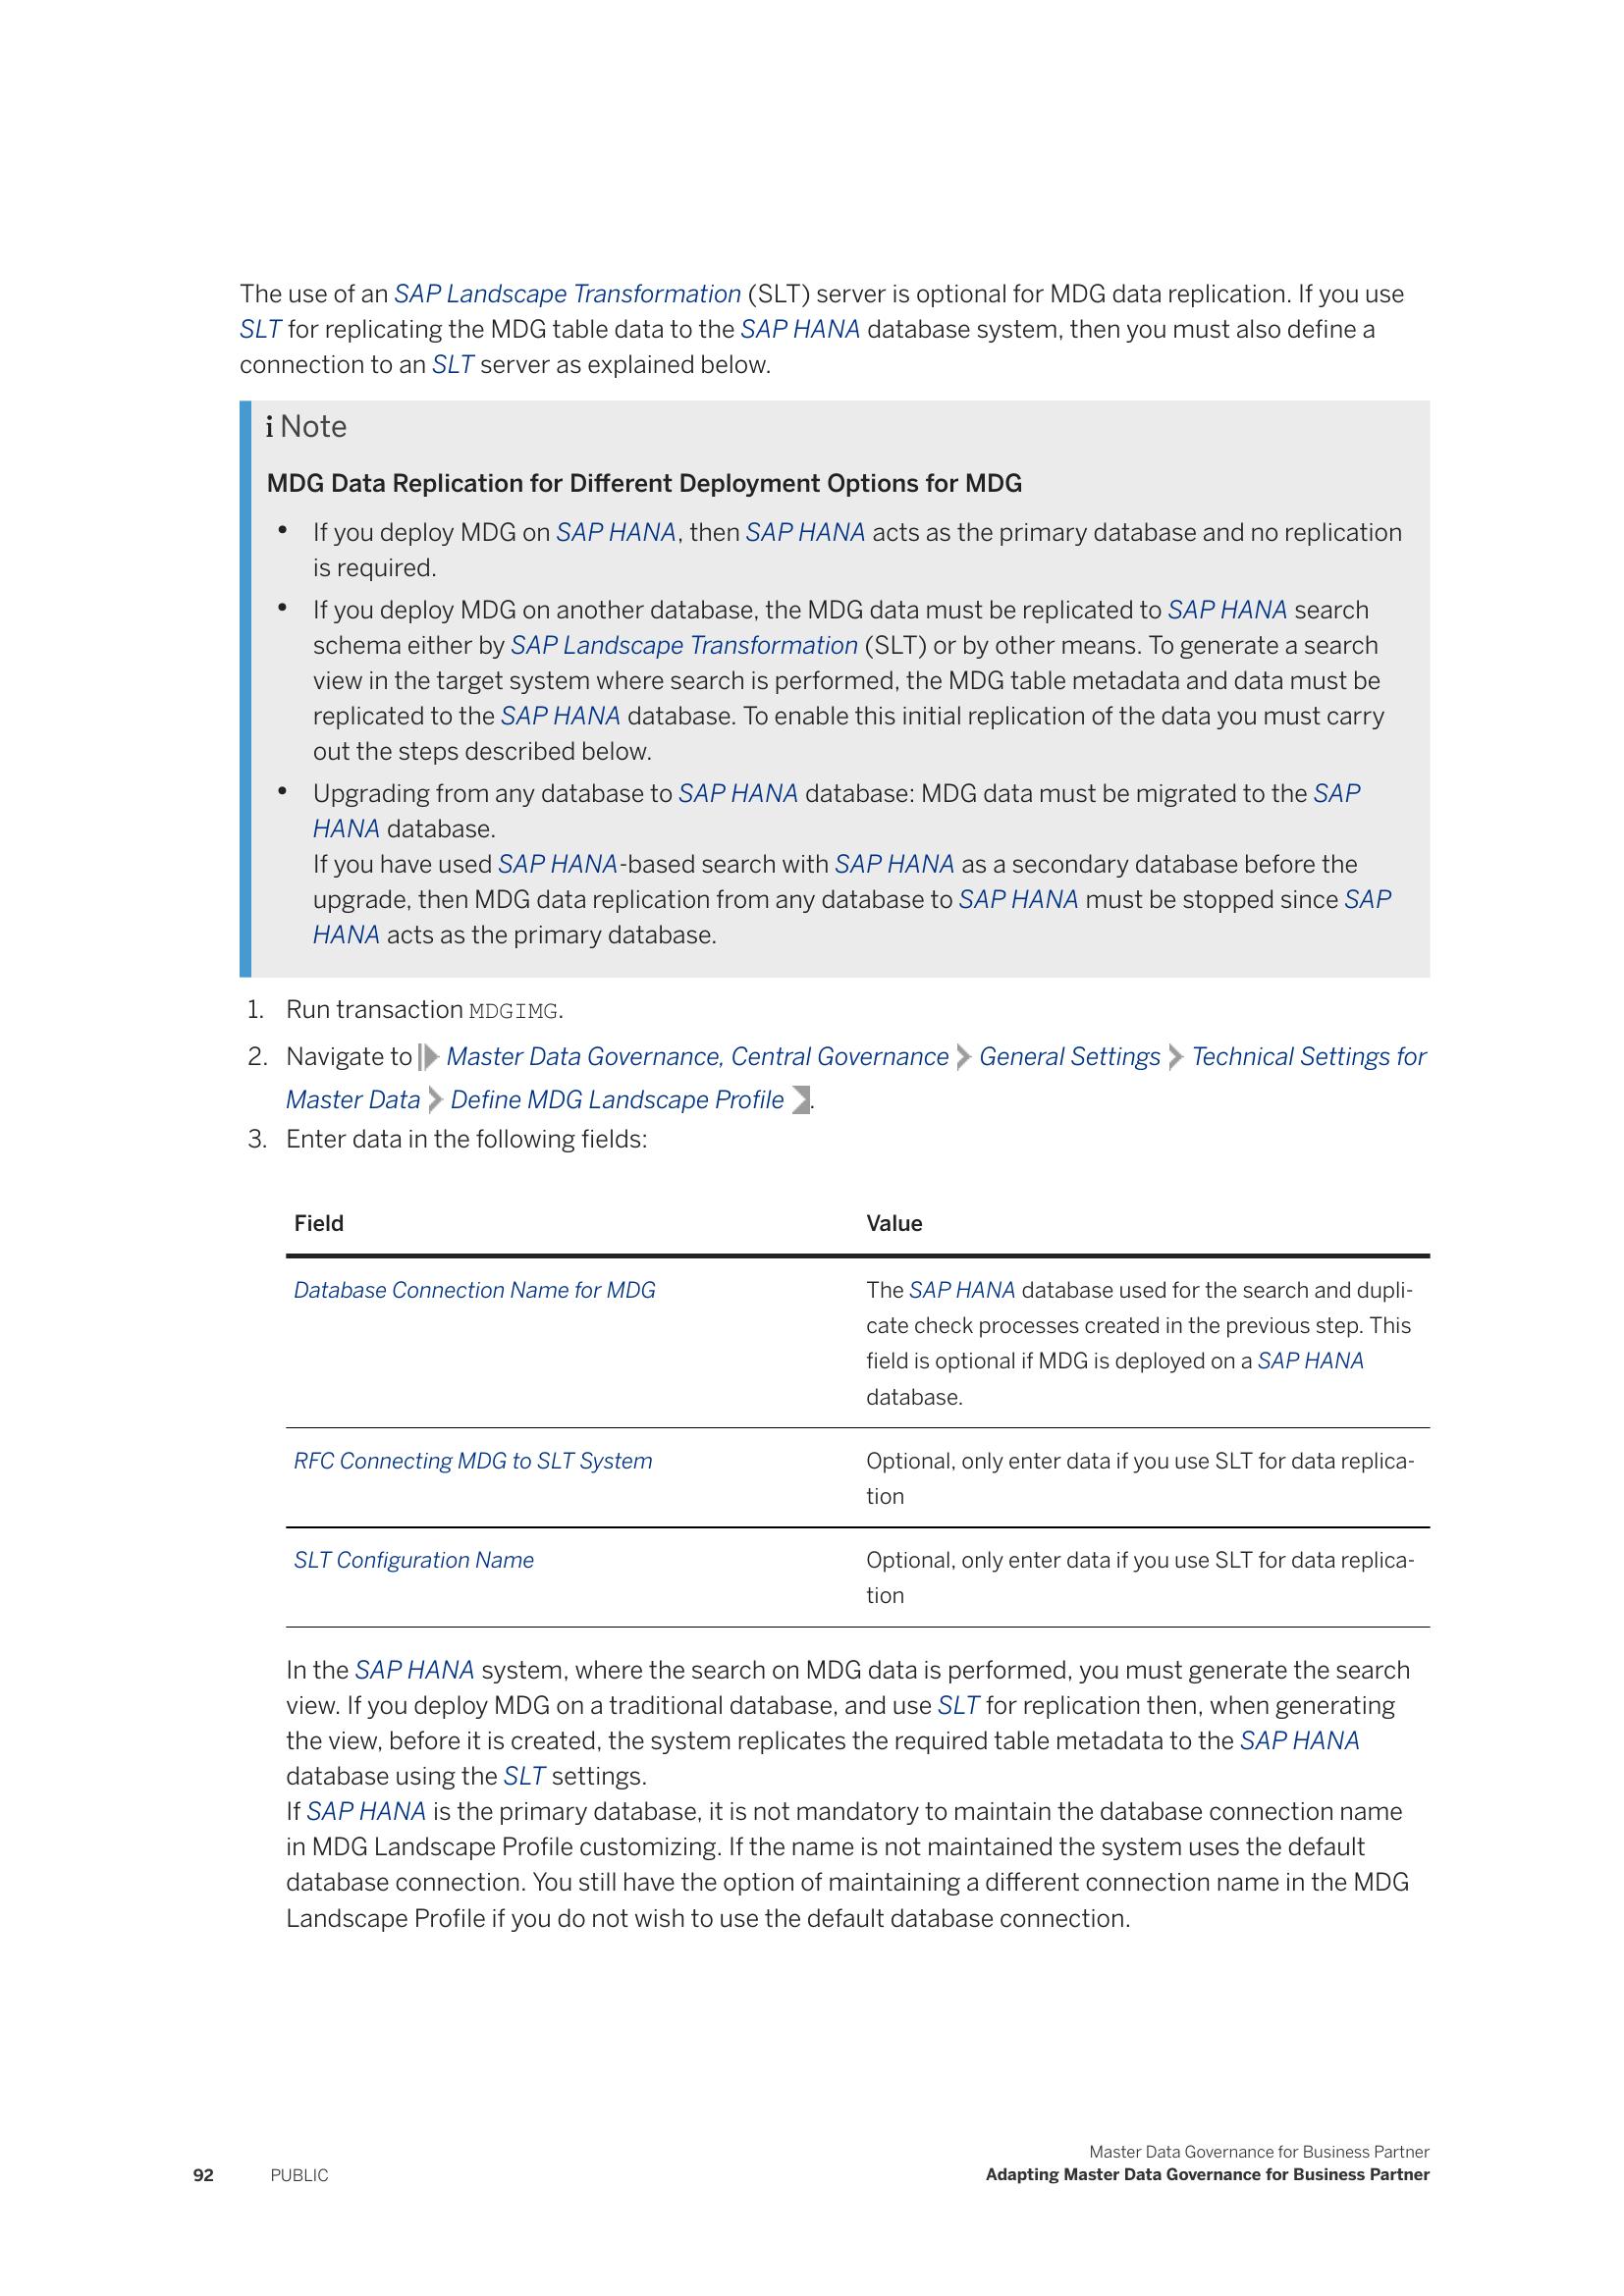 The use of an SAP Landscape Transformation (SLT) server is optional for MDG data replication. If you use
SLT for replicating the MDG table data to the SAP HANA database system, then you must also define a
connection to an SLT server as explained below.
i Note
MDG Data Replication for Different Deployment Options for MDG
• If you deploy MDG on SAP HANA, then SAP HANA acts as the primary database and no replication
is required.
• If you deploy MDG on another database, the MDG data must be replicated to SAP HANA search
schema either by SAP Landscape Transformation (SLT) or by other means. To generate a search
view in the target system where search is performed, the MDG table metadata and data must be
replicated to the SAP HANA database. To enable this initial replication of the data you must carry
out the steps described below.
• Upgrading from any database to SAP HANA database: MDG data must be migrated to the SAP
HANA database.
If you have used SAP HANA-based search with SAP HANA as a secondary database before the
upgrade, then MDG data replication from any database to SAP HANA must be stopped since SAP
HANA acts as the primary database.
1. Run transaction MDGIMG.
2. Navigate to Master Data Governance, Central Governance General Settings Technical Settings for
Master Data Define MDG Landscape Profile .
3. Enter data in the following fields:
Field Value
Database Connection Name for MDG The SAP HANA database used for the search and dupli-
cate check processes created in the previous step. This
field is optional if MDG is deployed on a SAP HANA
database.
RFC Connecting MDG to SLT System Optional, only enter data if you use SLT for data replica-
tion
SLT Configuration Name Optional, only enter data if you use SLT for data replica-
tion
In the SAP HANA system, where the search on MDG data is performed, you must generate the search
view. If you deploy MDG on a traditional database, and use SLT for replication then, when generating
the view, before it is created, the system replicates the required table metadata to the SAP HANA
database using the SLT settings.
If SAP HANA is the primary database, it is not mandatory to maintain the database connection name
in MDG Landscape Profile customizing. If the name is not maintained the system uses the default
database connection. You still have the option of maintaining a different connection name in the MDG
Landscape Profile if you do not wish to use the default database connection.
Master Data Governance for Business Partner
92 PUBLIC Adapting Master Data Governance for Business Partner